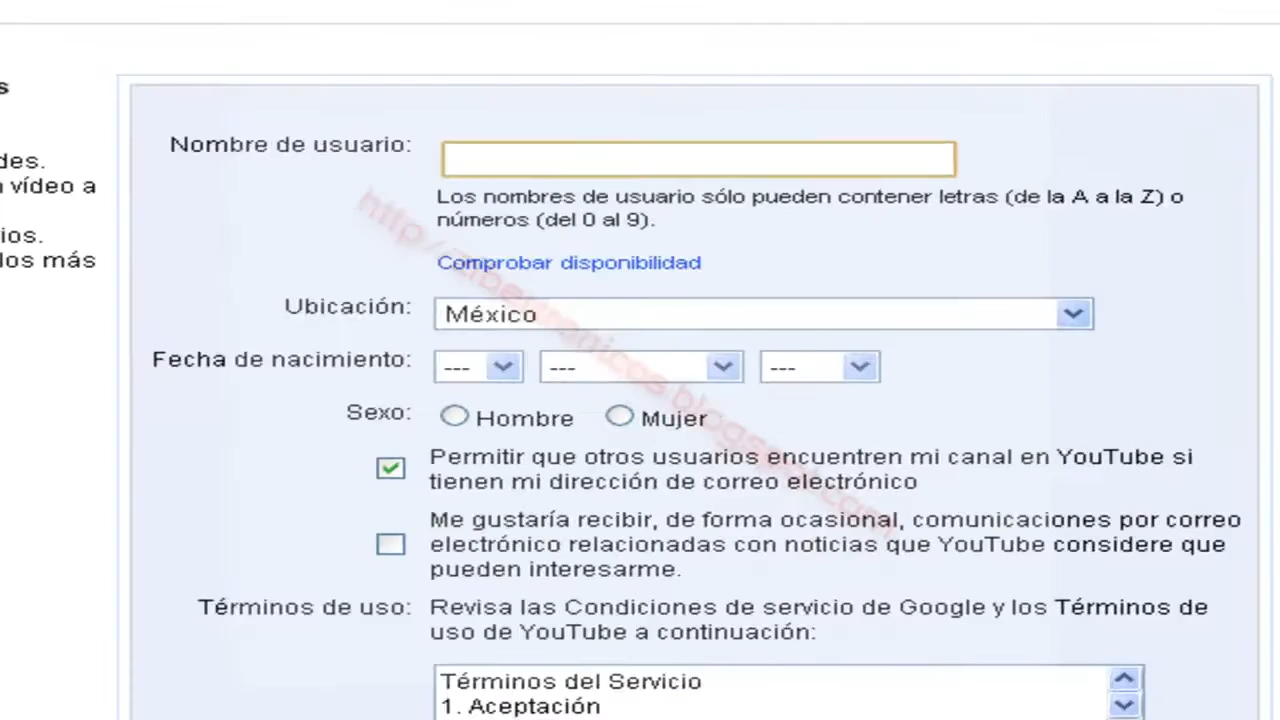 s
des.
n vídeo a
ios.
los más
Nombre de usuario:
Los nombres de usuario sólo pueden contener letras (de la A a la Z) o
números (del 0 al 9).
Comprobar disponibilidad
Ubicación: México
Fecha de nacimiento: --- --- ---
Sexo: Hombre Mujer
Permitir que otros usuarios encuentren mi canal en YouTube si
tienen mi dirección de correo electrónico
Me gustaría recibir, de forma ocasional, comunicaciones por correo
electrónico relacionadas con noticias que YouTube considere que
pueden interesarme.
Términos de uso: Revisa las Condiciones de servicio de Google y los Términos de
uso de YouTube a continuación:
Términos del Servicio
1. Aceptación